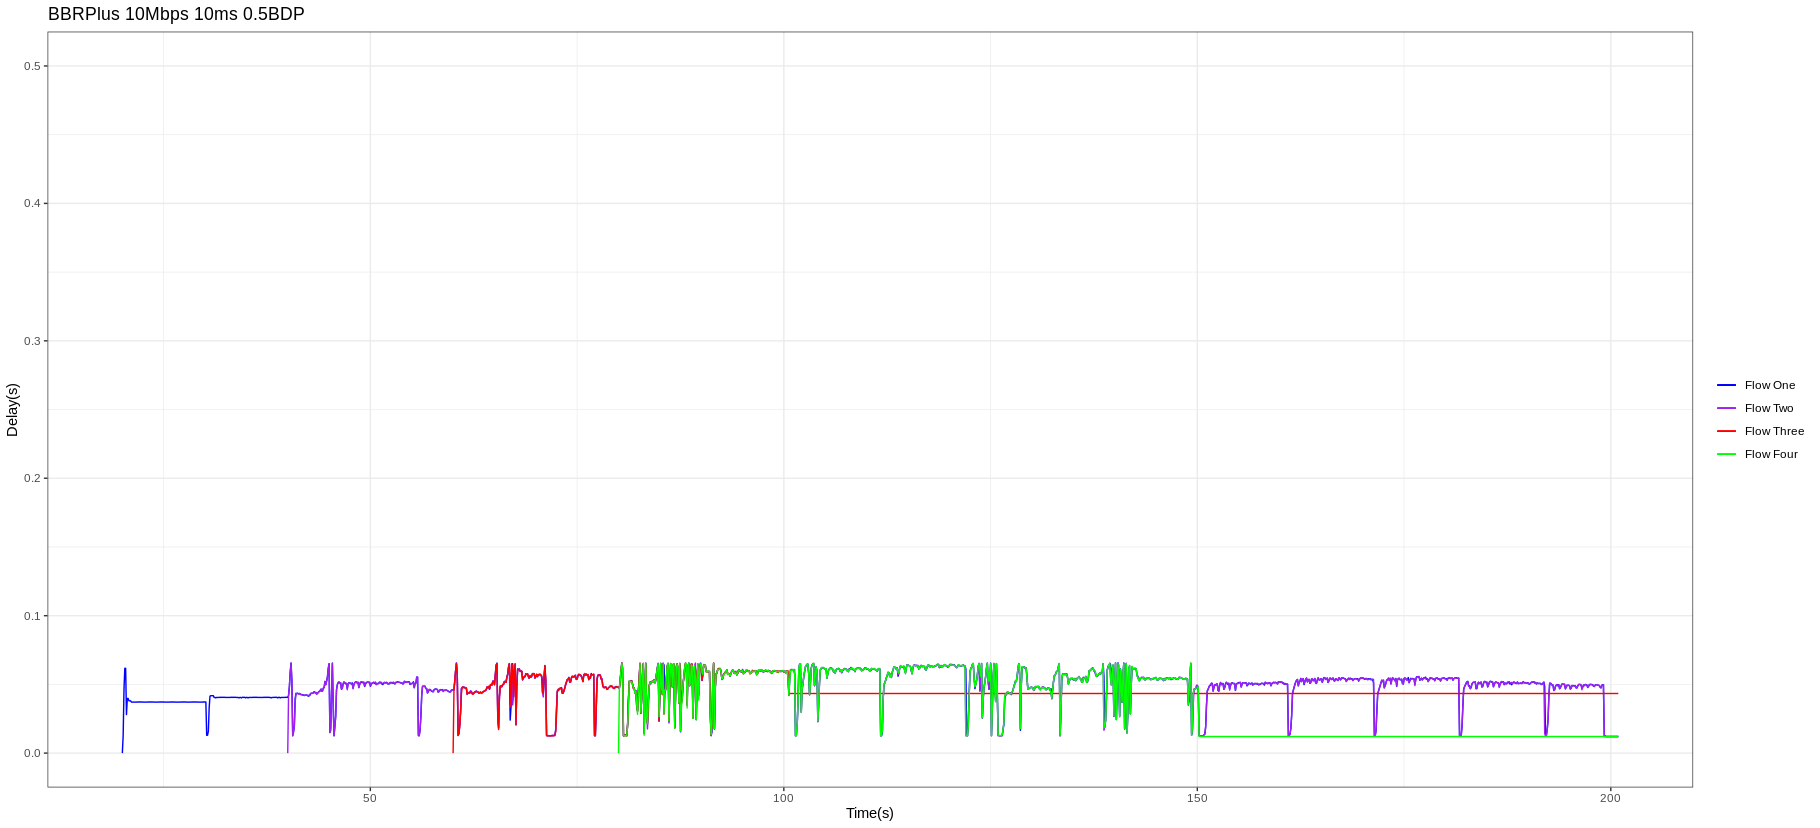 BBRPlus 10Mbps 10ms 0.5BDP
0.5
0.4
0.3
0.2
0.1
0.0
Delay(s)
50
100
150
200
Time(s)
Flow One
Flow Two
Flow Three
Flow Four